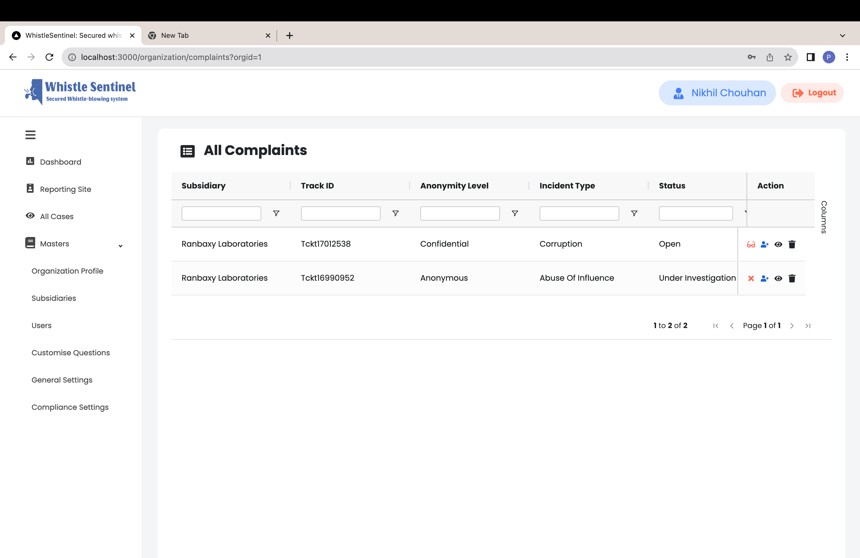 WhistleSentinel: Secured whis
New Tab
localhost:3000/organization/complaints?orgid=1
P
Whistle Sentinel
Secured Whistle-blowing system
Nikhil Chouhan
Logout
Dashboard
Reporting Site
All Cases
Masters
Organization Profile
Subsidiaries
Users
Customise Questions
General Settings
Compliance Settings
All Complaints
Subsidiary Track ID Anonymity Level Incident Type Status Action
Ranbaxy Laboratories Tckt17012538 Confidential Corruption Open
Ranbaxy Laboratories Tckt16990952 Anonymous Abuse Of Influence Under Investigation
Columns
1 to 2 of 2 Page 1 of 1